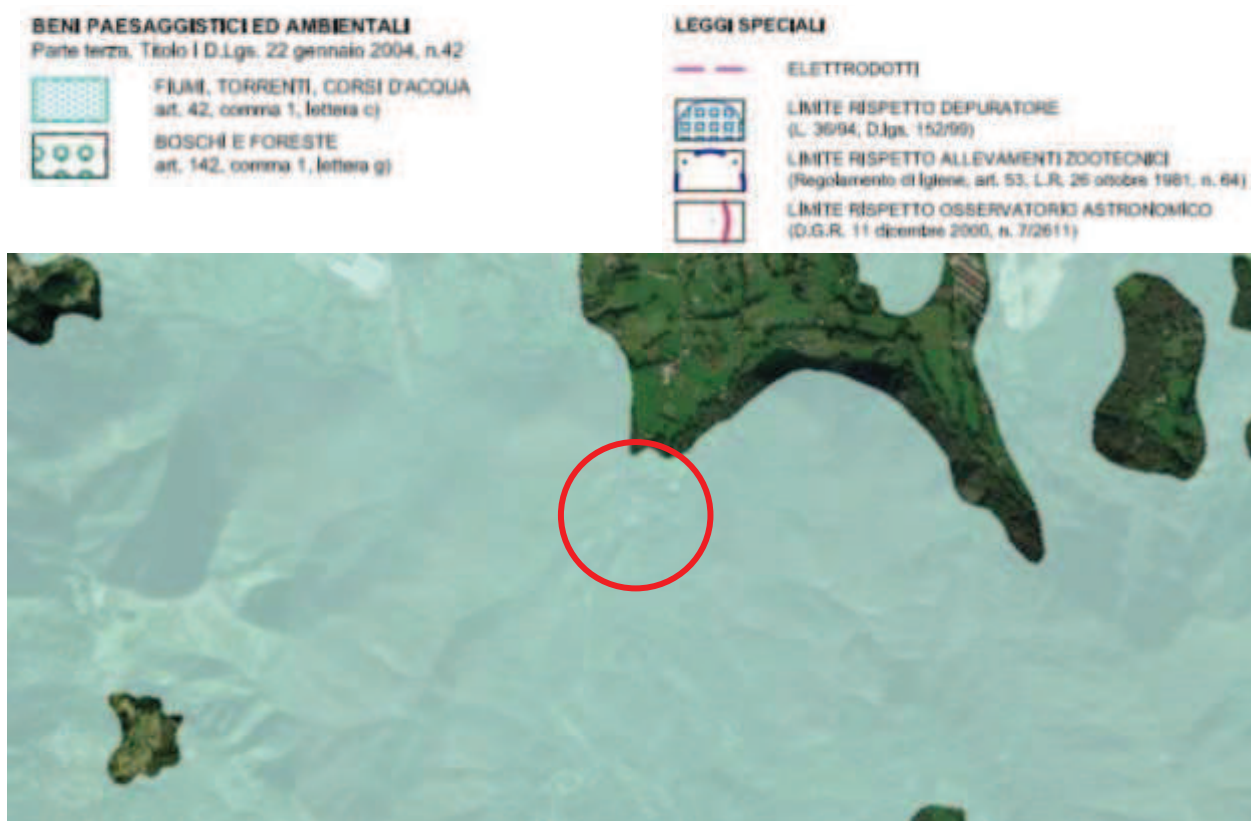 BENI PAESAGGISTICI ED AMBIENTALI
Parte terza, Titolo I D.Lgs. 22 gennaio 2004, n.42
FIUMI, TORRENTI, CORSI D'ACQUA
art. 42, comma 1, lettera c)
BOSCHI E FORESTE
art. 142, comma 1, lettera g)
LEGGI SPECIALI
ELETTRODOTTI
LIMITE RISPETTO DEPURATORE
(L. 36/94, D.lgs. 152/99)
LIMITE RISPETTO ALLEVAMENTI ZOOTECNICI
(Regolamento di Igiene, art. 53, L.R. 26 ottobre 1981, n. 64)
LIMITE RISPETTO OSSERVATORIO ASTRONOMICO
(D.G.R. 11 dicembre 2000, n. 7/2611)